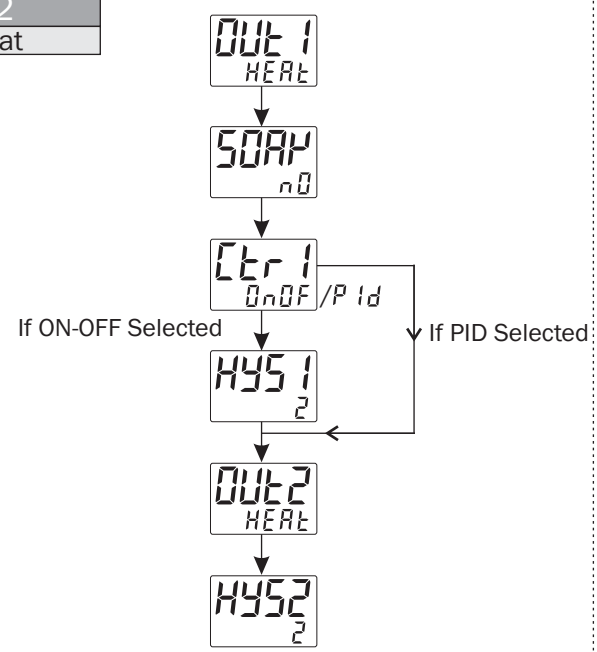 2
at
OUt 1
HEAt
SOAK
nO
Ctr 1
OnOF /PId
If ON-OFF Selected
If PID Selected
HYS 1
2
OUt2
HEAt
HYS2
2